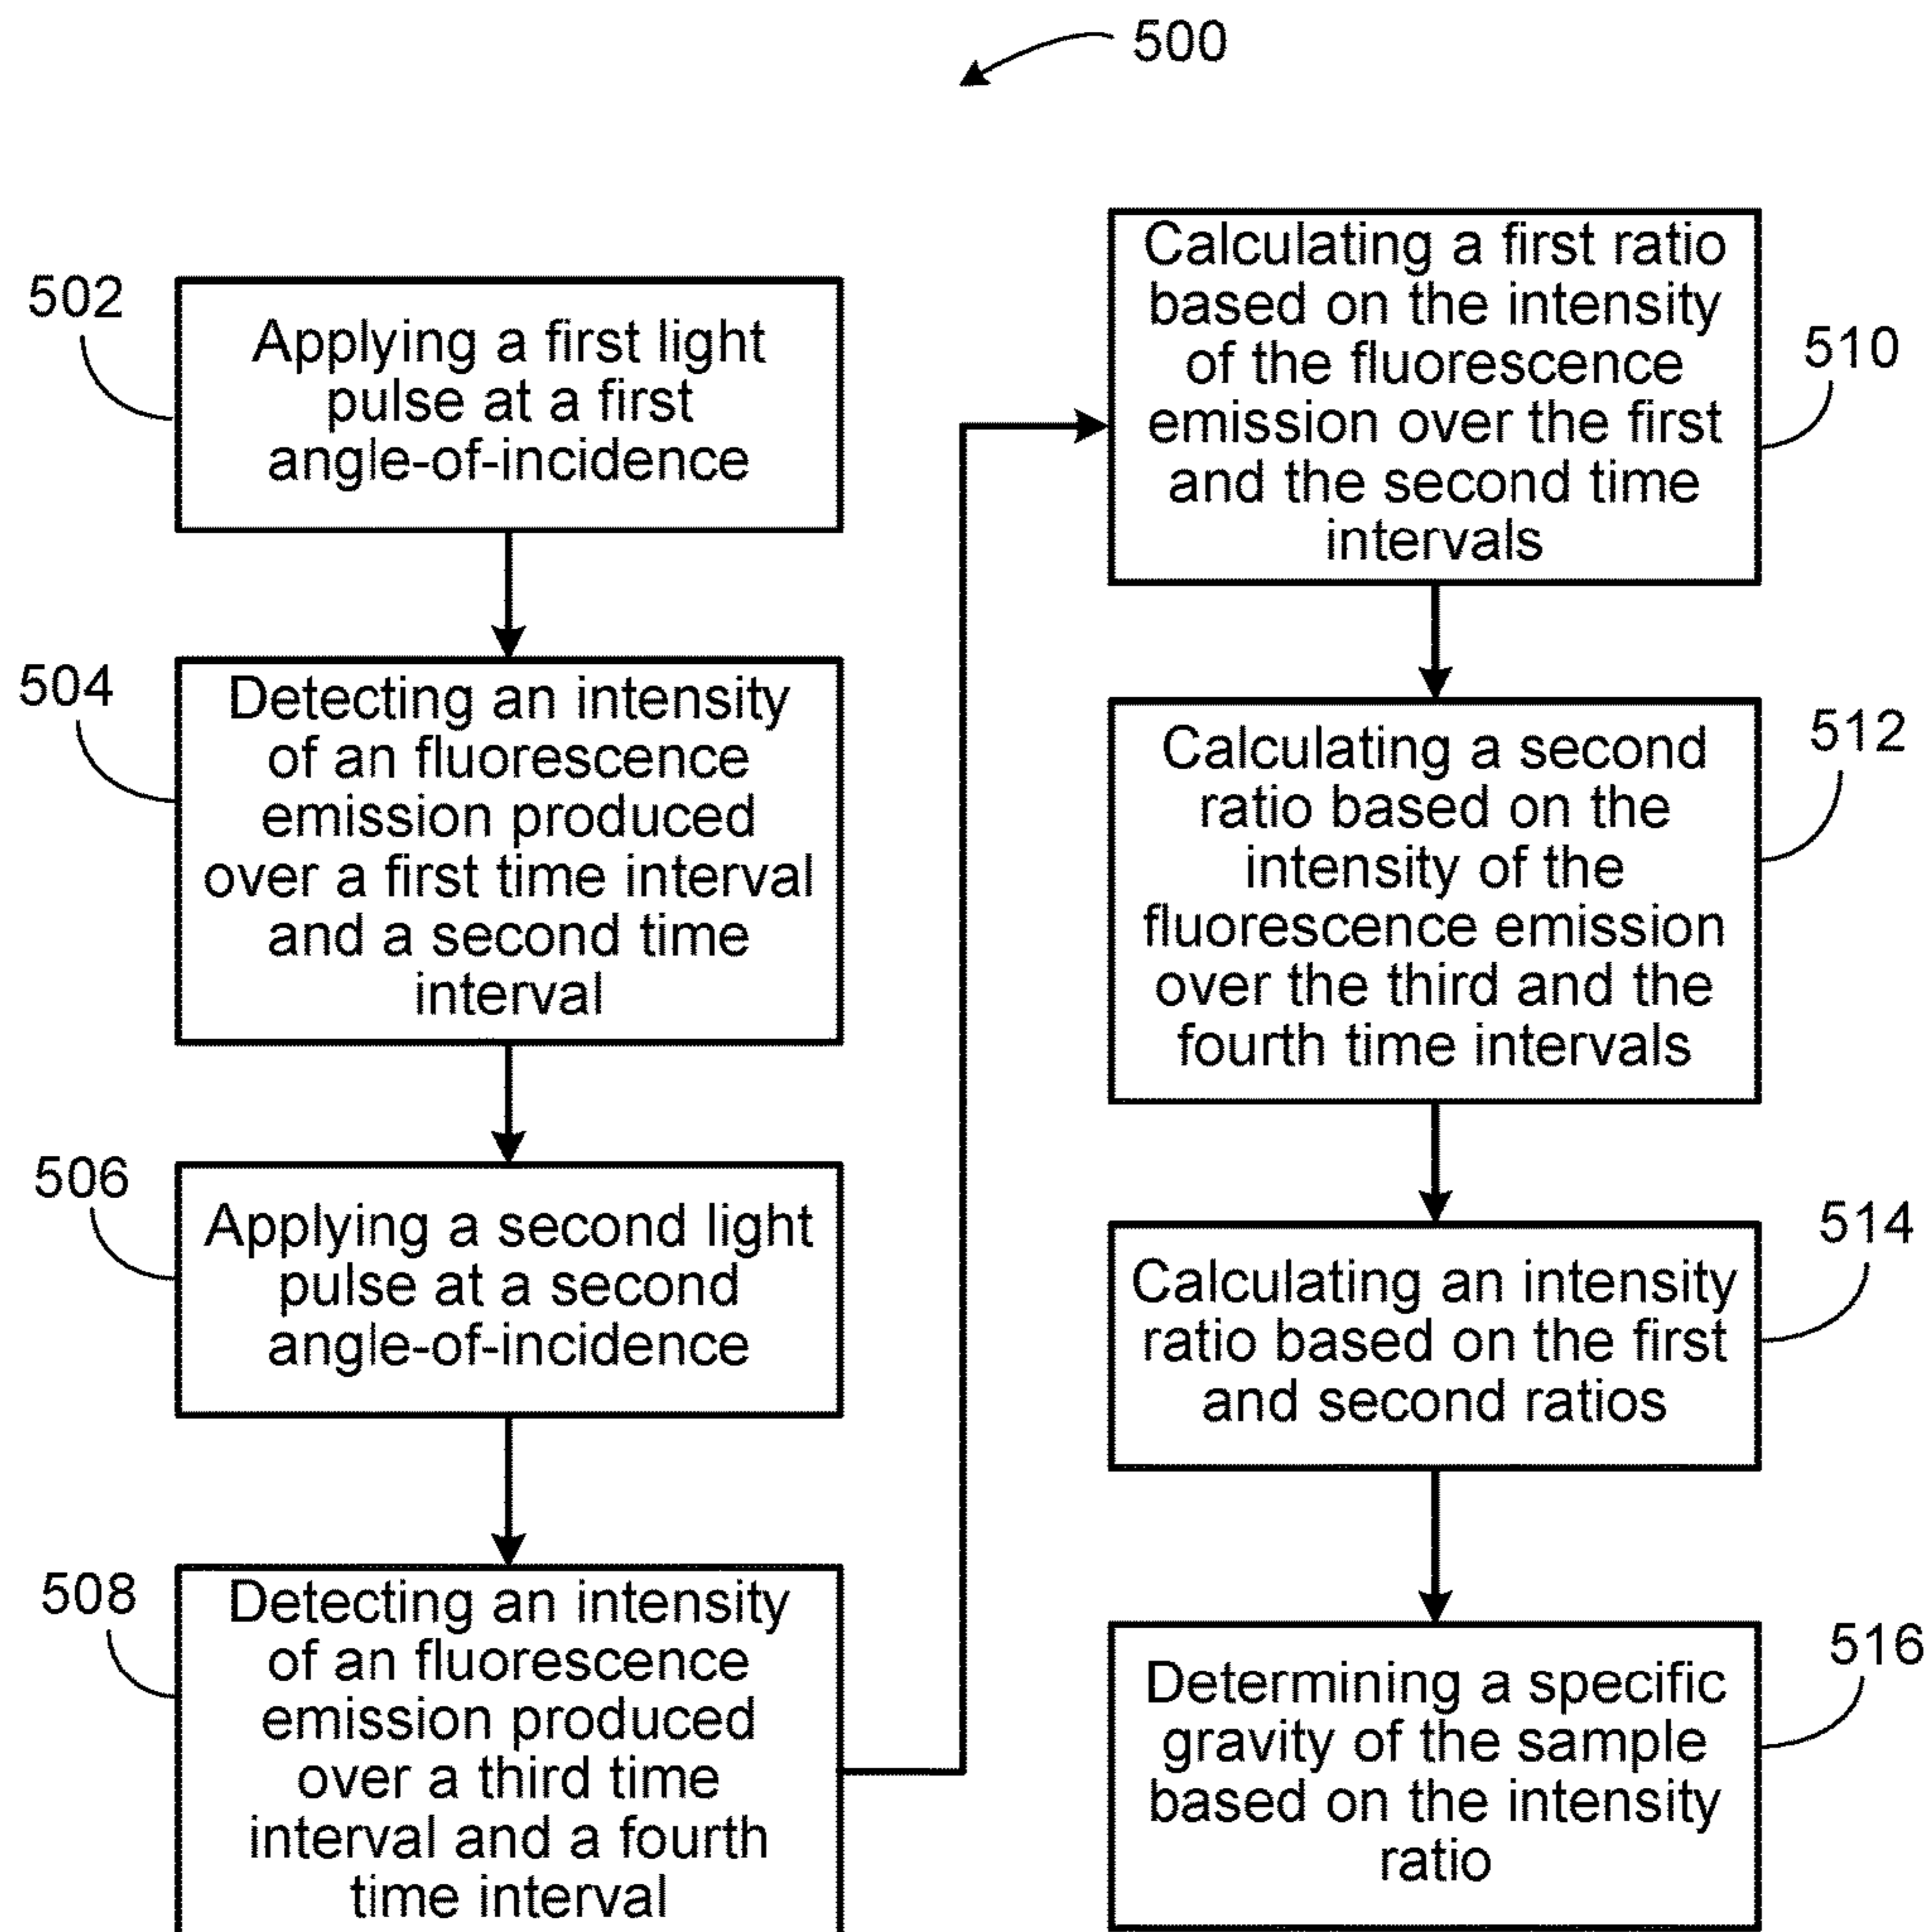 500
502
Applying a first light
pulse at a first
angle-of-incidence
504
Detecting an intensity
of an fluorescence
emission produced
over a first time interval
and a second time
interval
506
Applying a second light
pulse at a second
angle-of-incidence
508
Detecting an intensity
of an fluorescence
emission produced
over a third time
interval and a fourth
time interval
Calculating a first ratio
based on the intensity
of the fluorescence
emission over the first
and the second time
intervals
510
Calculating a second
ratio based on the
intensity of the
fluorescence emission
over the third and the
fourth time intervals
512
Calculating an intensity
ratio based on the first
and second ratios
514
Determining a specific
gravity of the sample
based on the intensity
ratio
516